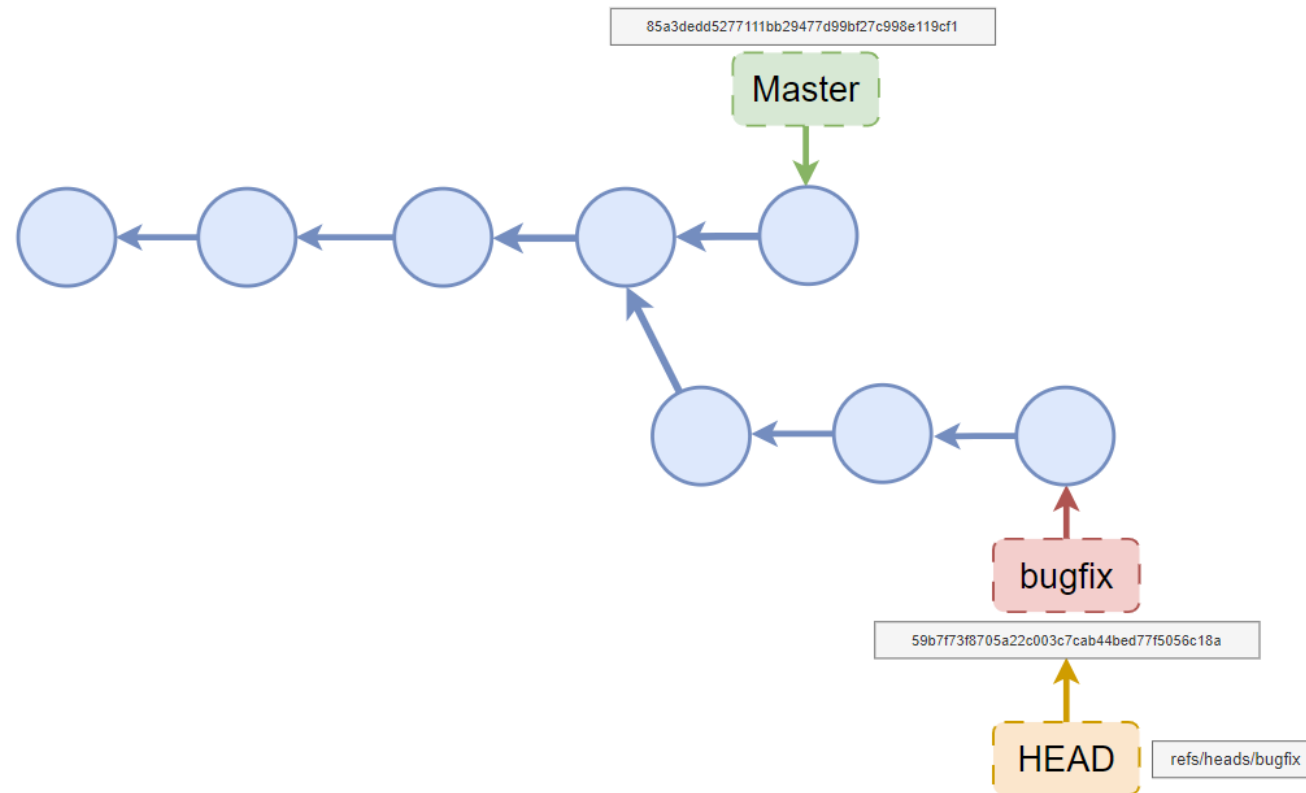 85a3dedd5277111bb29477d99bf27c998e119cf1
Master
bugfix
59b7f73f8705a22c003c7cab44bed77f5056c18a
HEAD
refs/heads/bugfix